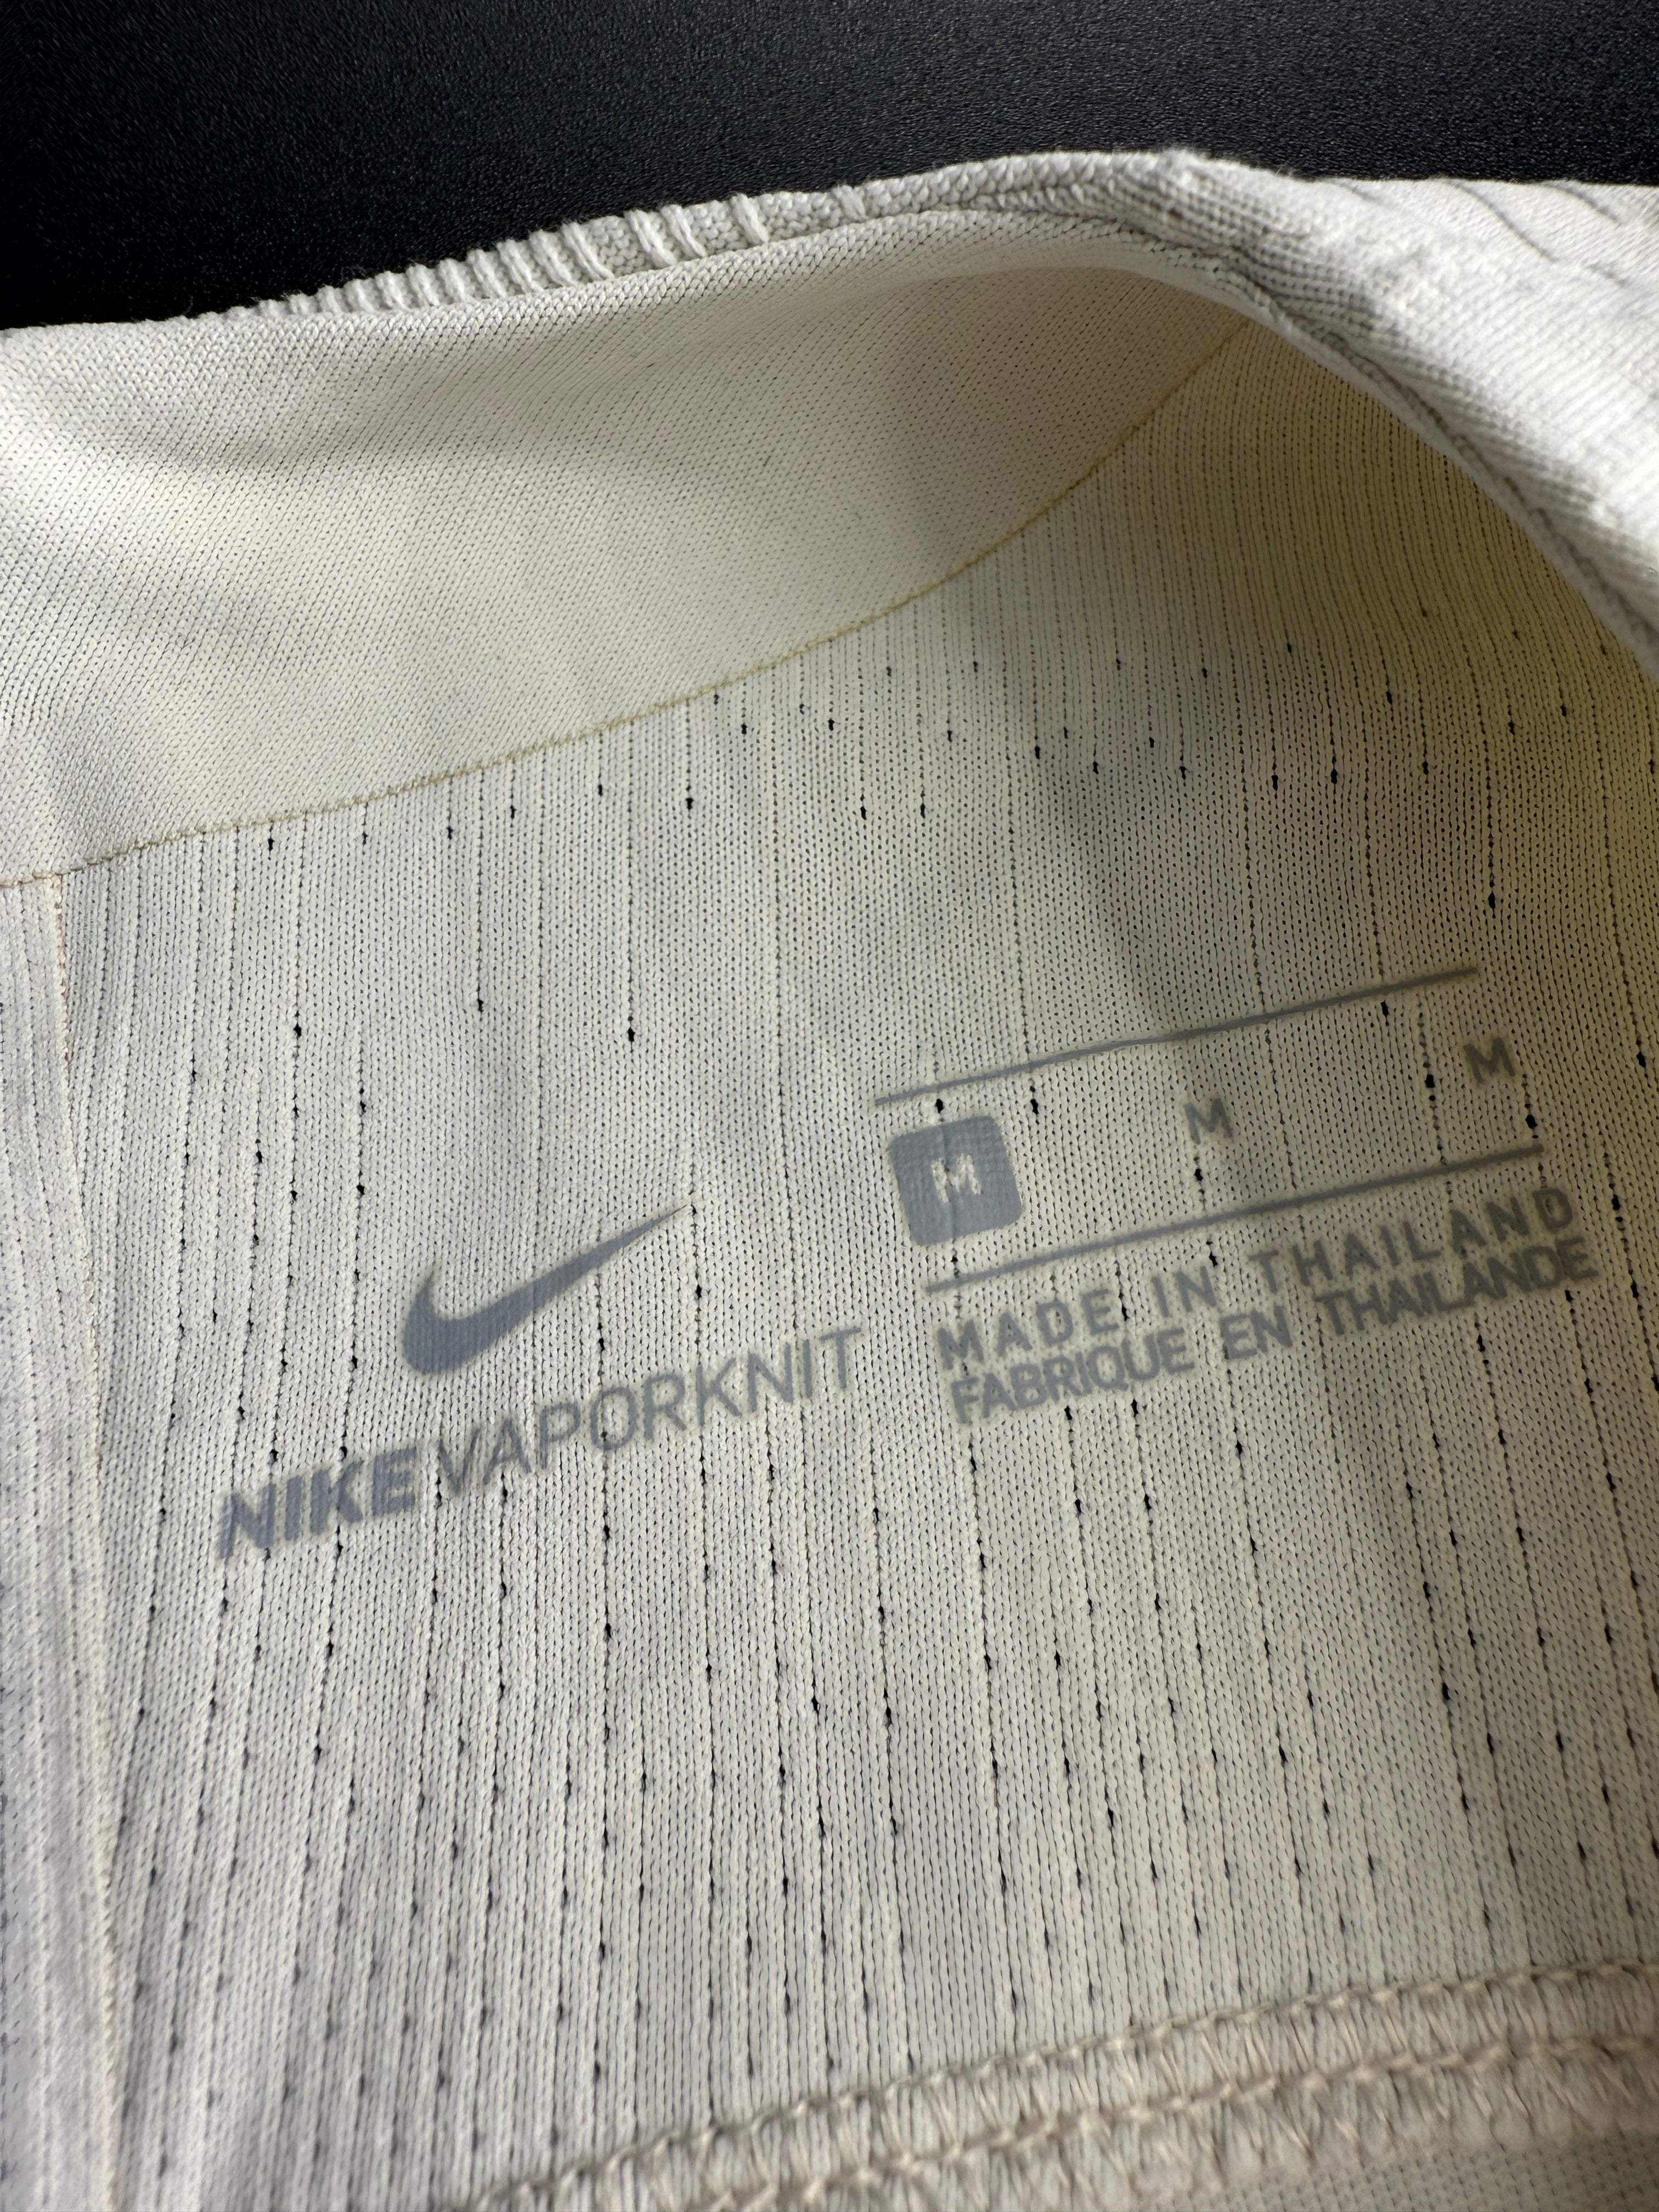 M M M
MADE IN THAILAND
FABRIQUE EN THAILANDE
NIKE VAPORKNIT